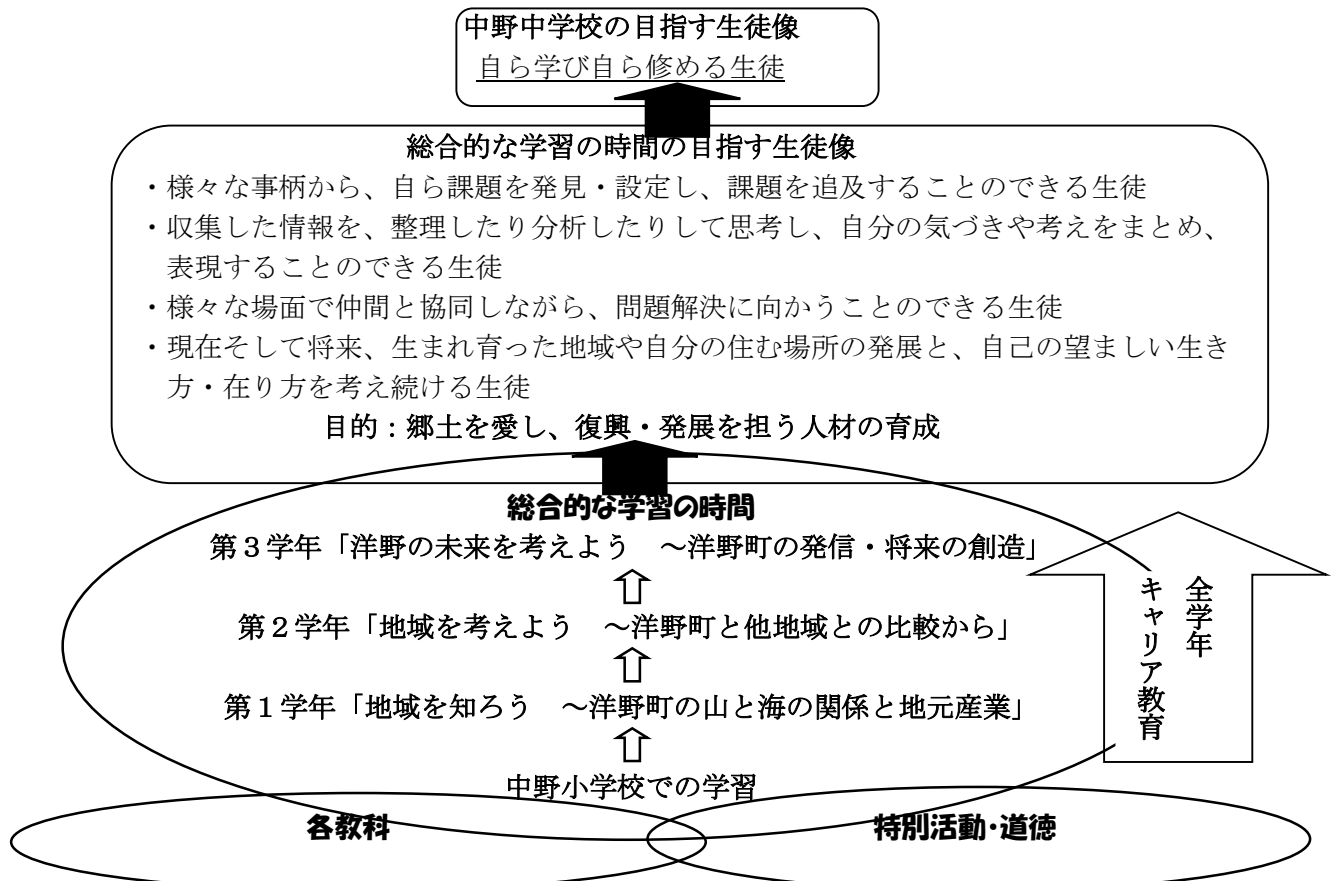 中野中学校の目指す生徒像
自ら学び自ら修める生徒
総合的な学習の時間の目指す生徒像
・様々な事柄から、自ら課題を発見・設定し、課題を追及することのできる生徒
・収集した情報を、整理したり分析したりして思考し、自分の気づきや考えをまとめ、
表現することのできる生徒
・様々な場面で仲間と協同しながら、問題解決に向かうことのできる生徒
・現在そして将来、生まれ育った地域や自分の住む場所の発展と、自己の望ましい生き
方・在り方を考え続ける生徒
目的：郷土を愛し、復興・発展を担う人材の育成
総合的な学習の時間
第３学年「洋野の未来を考えよう　～洋野町の発信・将来の創造」
第２学年「地域を考えよう　～洋野町と他地域との比較から」
第１学年「地域を知ろう　～洋野町の山と海の関係と地元産業」
中野小学校での学習
全学年
キャリア教育
各教科
特別活動・道徳